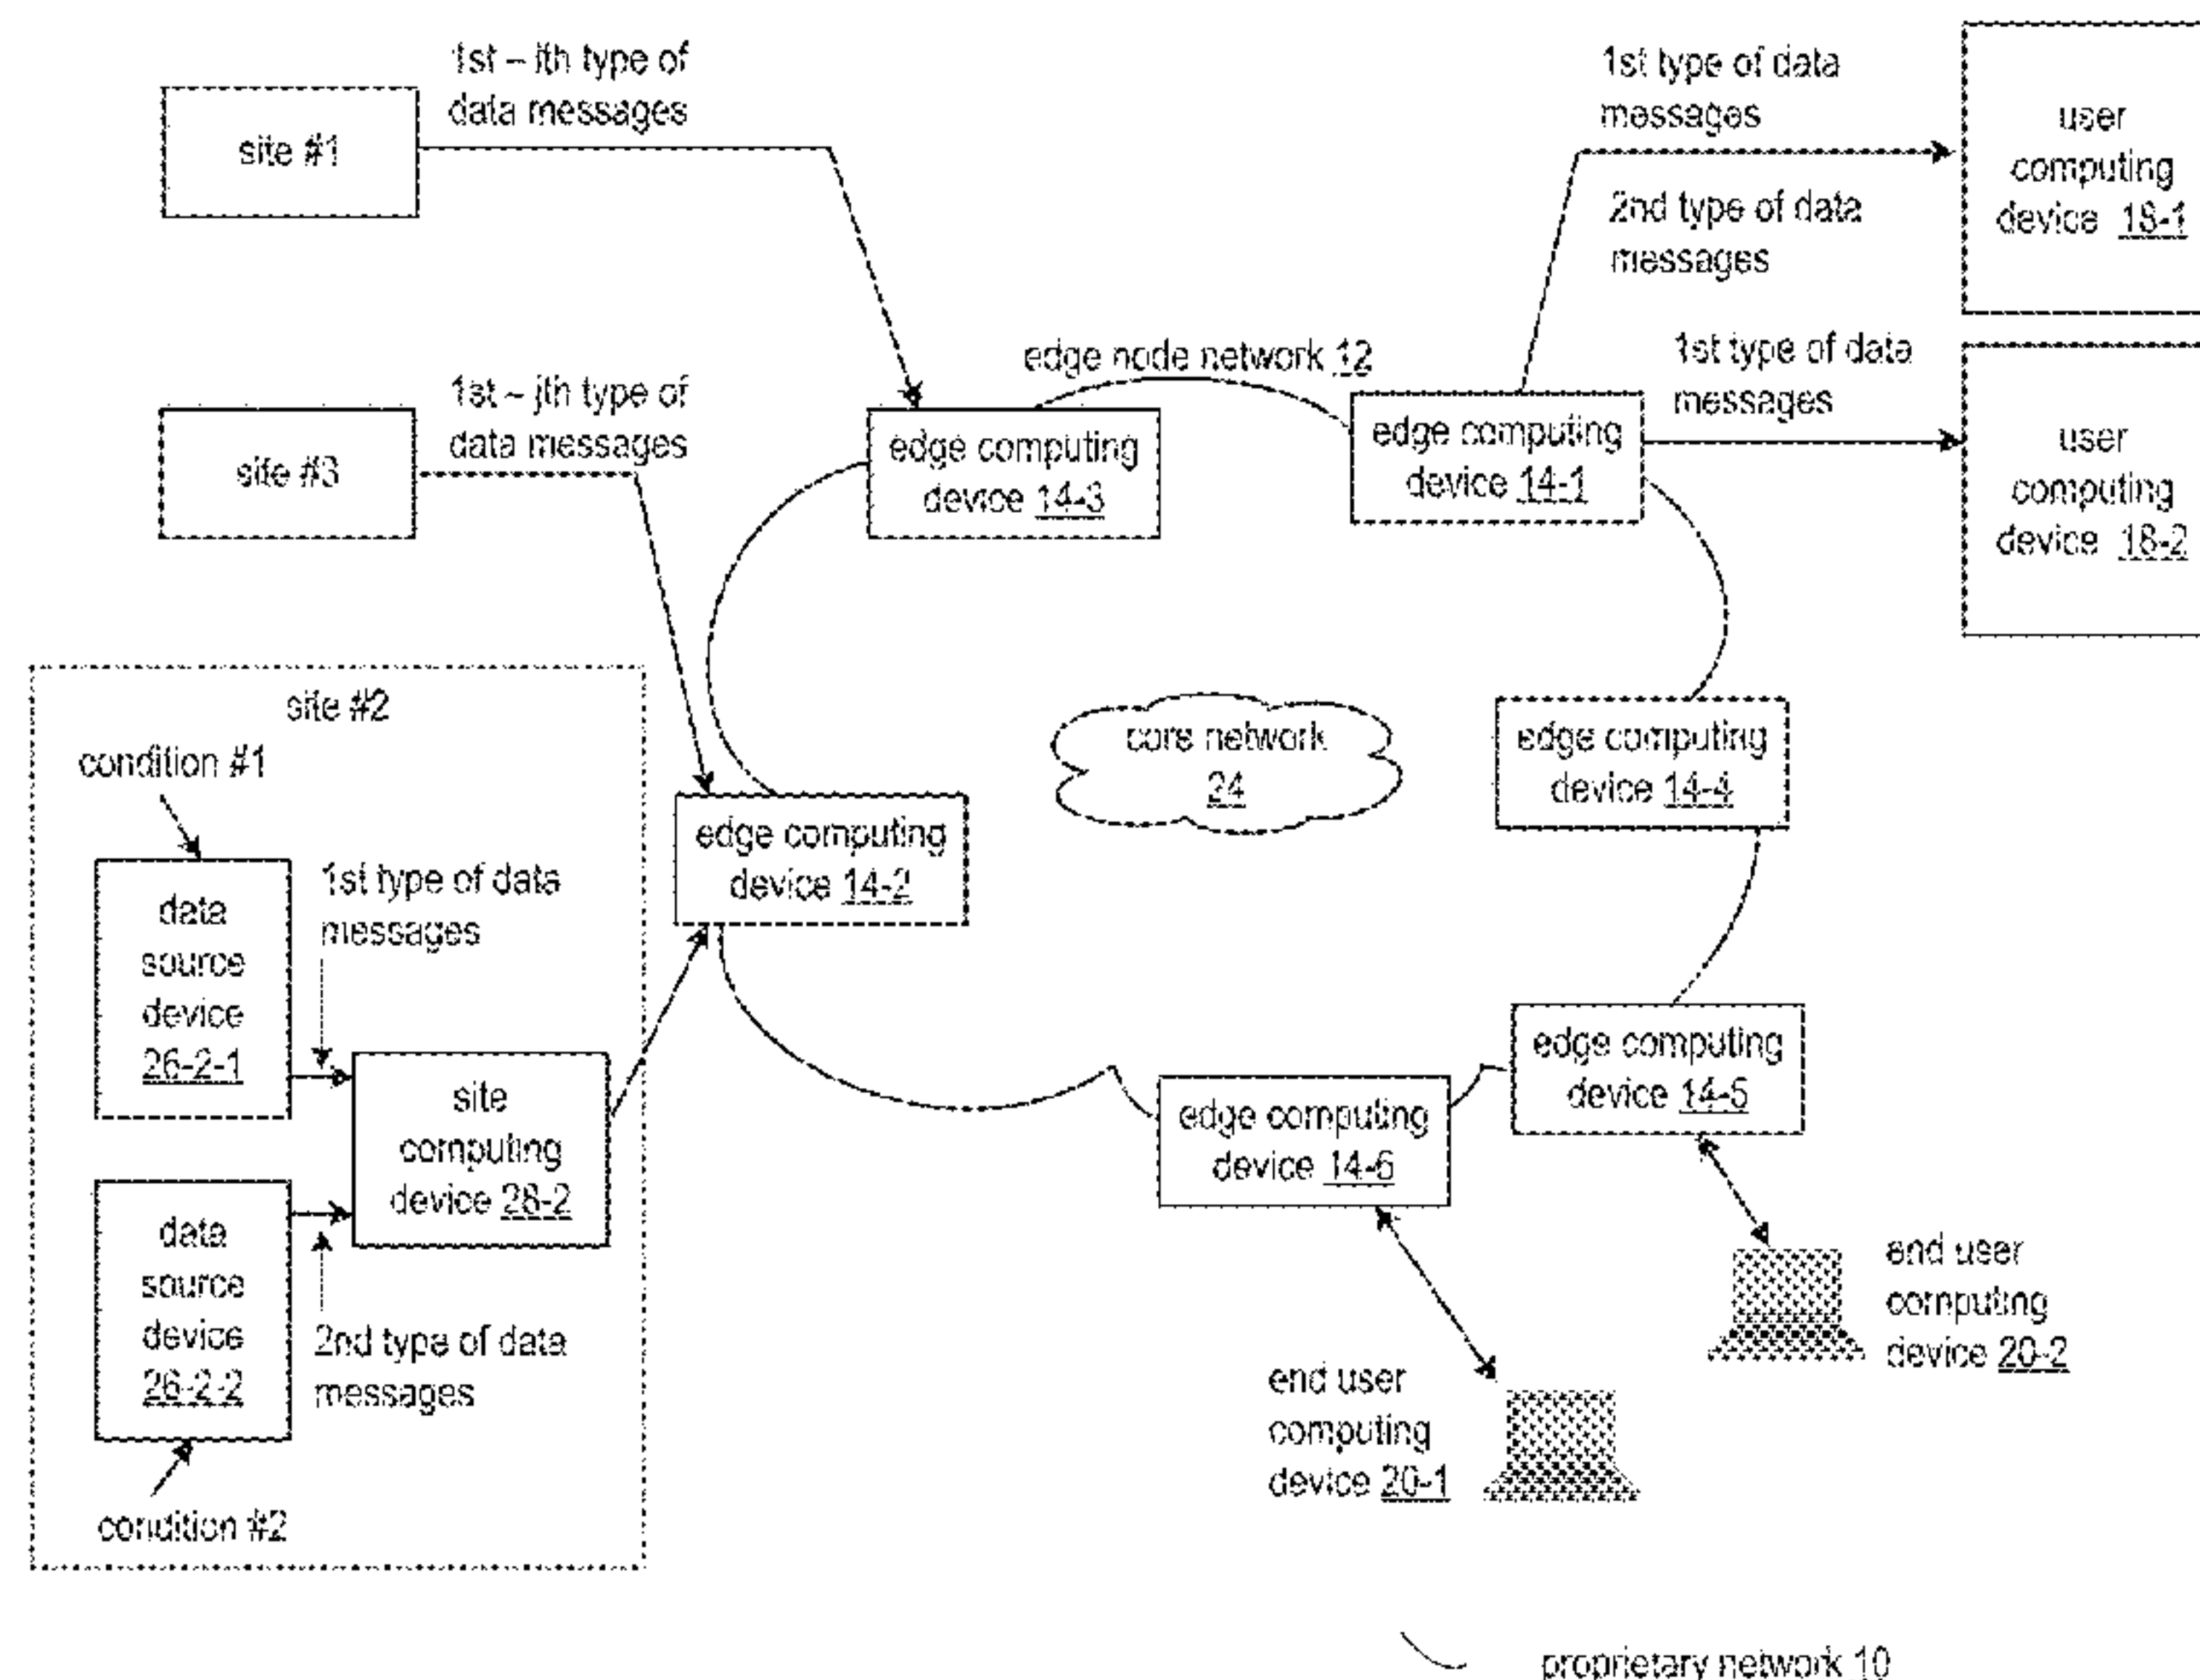 1st – ith type of
data messages
site #1
1st type of data
messages
2nd type of data
messages
user
computing
device 18-1
edge node network 12
1st type of data
messages
user
computing
device 18-2
1st – jth type of
data messages
site #3
edge computing
device 14-3
edge computing
device 14-1
site #2
condition #1
data
source
device
26-2-1
1st type of data
messages
site
computing
device 28-2
data
source
device
26-2-2
2nd type of data
messages
condition #2
edge computing
device 14-2
core network
24
edge computing
device 14-4
edge computing
device 14-5
edge computing
device 14-6
end user
computing
device 20-2
end user
computing
device 20-1
proprietary network 10